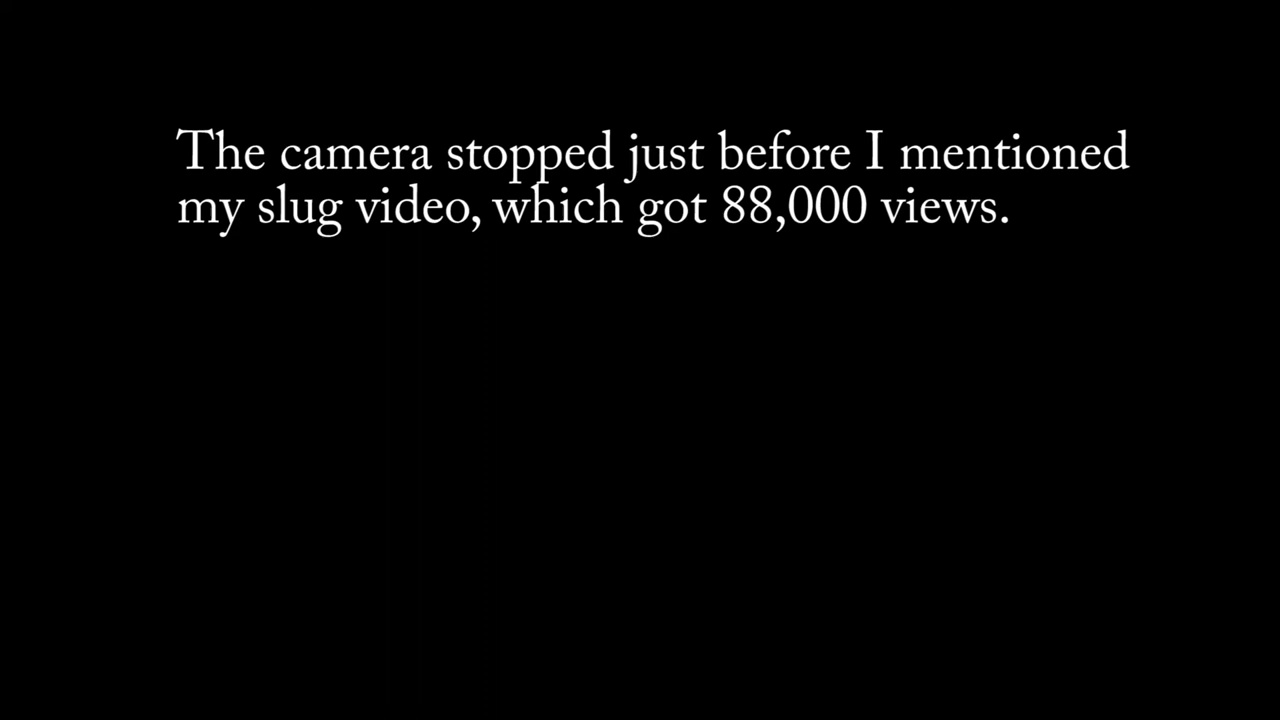 The camera stopped just before I mentioned
my slug video, which got 88,000 views.